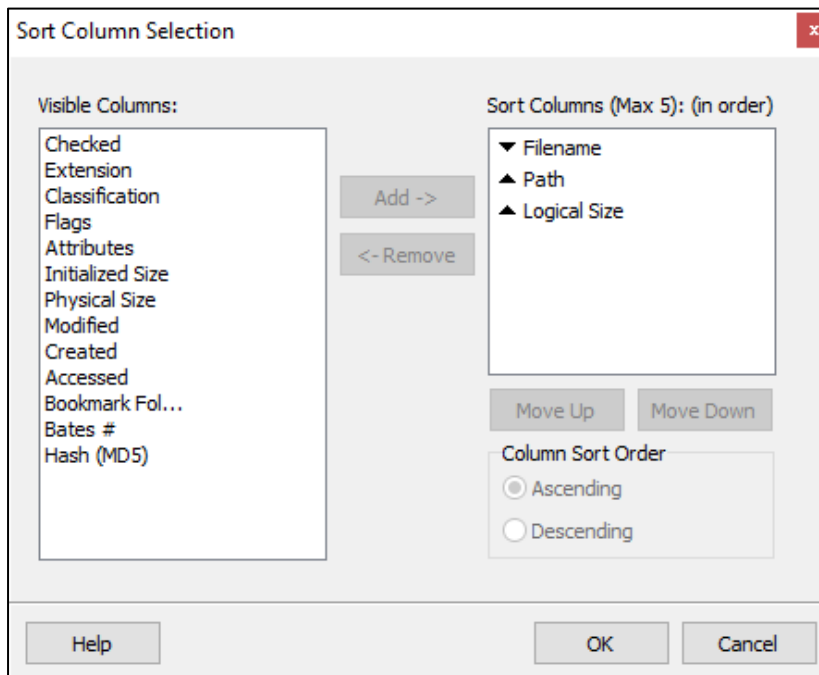 Sort Column Selection
x
Visible Columns:
Checked
Extension
Classification
Flags
Attributes
Initialized Size
Physical Size
Modified
Created
Accessed
Bookmark Fol...
Bates #
Hash (MD5)
Add ->
<- Remove
Sort Columns (Max 5): (in order)
Filename
Path
Logical Size
Move Up
Move Down
Column Sort Order
Ascending
Descending
Help
OK
Cancel